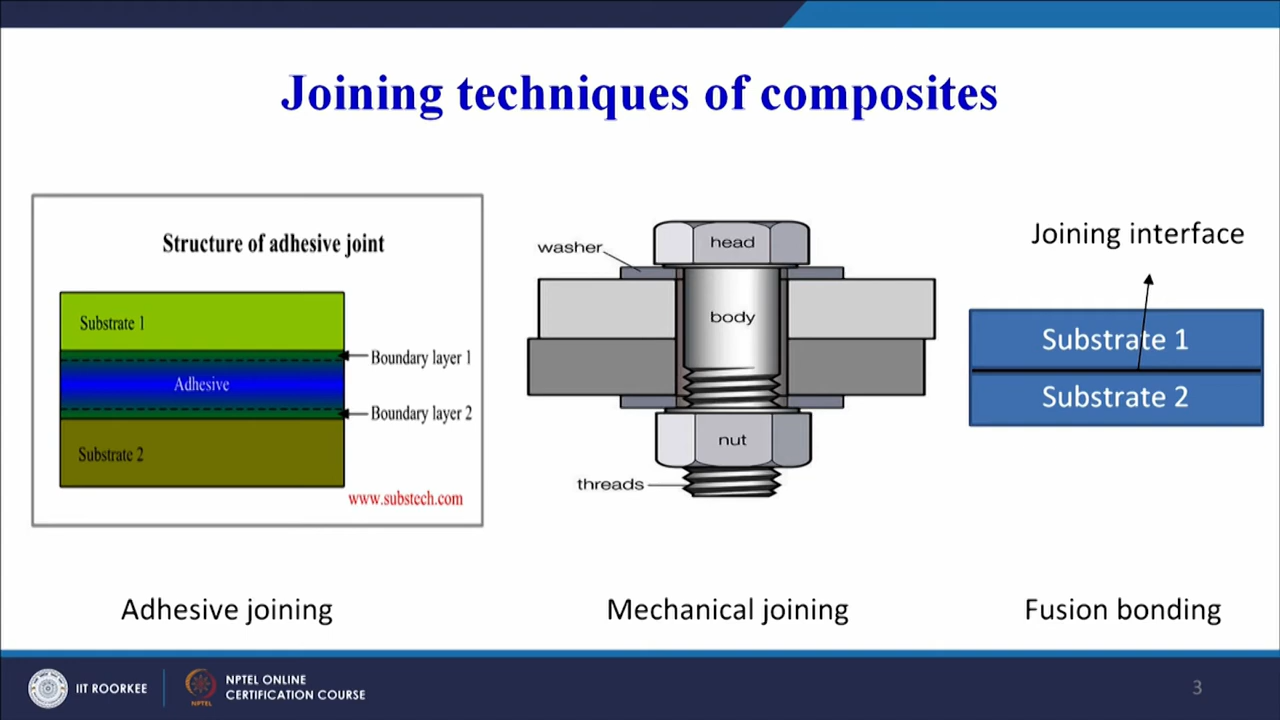 Joining techniques of composites
Structure of adhesive joint
Substrate 1
Boundary layer 1
Adhesive
Boundary layer 2
Substrate 2
www.substech.com
Adhesive joining
washer
head
body
nut
threads
Mechanical joining
Joining interface
Substrate 1
Substrate 2
Fusion bonding
IIT ROORKEE
NPTEL
NPTEL ONLINE
CERTIFICATION COURSE
3